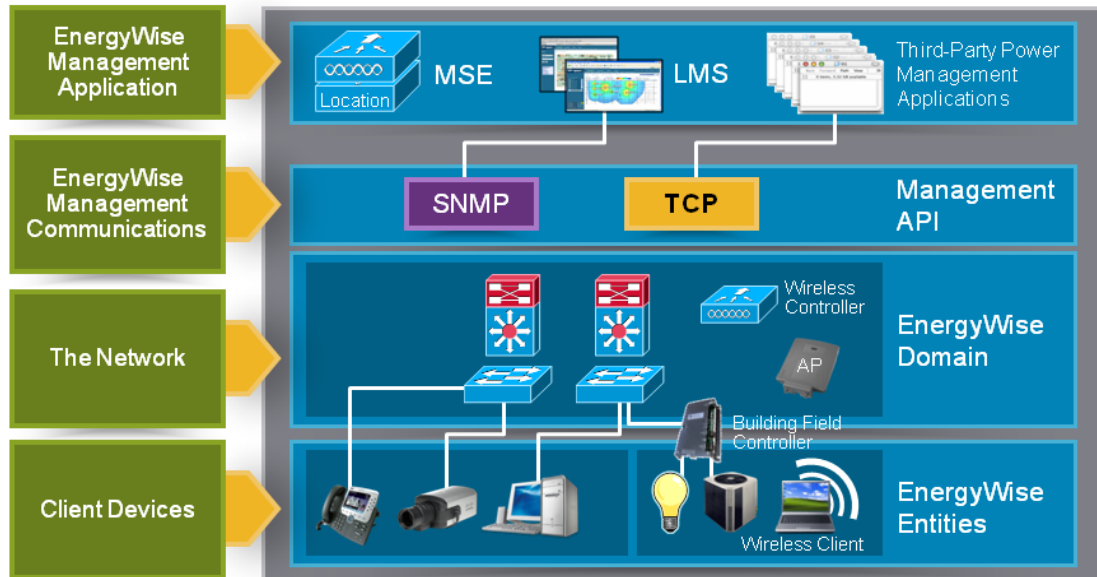 EnergyWise
Management
Application
MSE
Location
LMS
Third-Party Power
Management
Applications
EnergyWise
Management
Communications
SNMP
TCP
Management
API
The Network
Wireless
Controller
AP
EnergyWise
Domain
Building Field
Controller
Client Devices
Wireless Client
EnergyWise
Entities